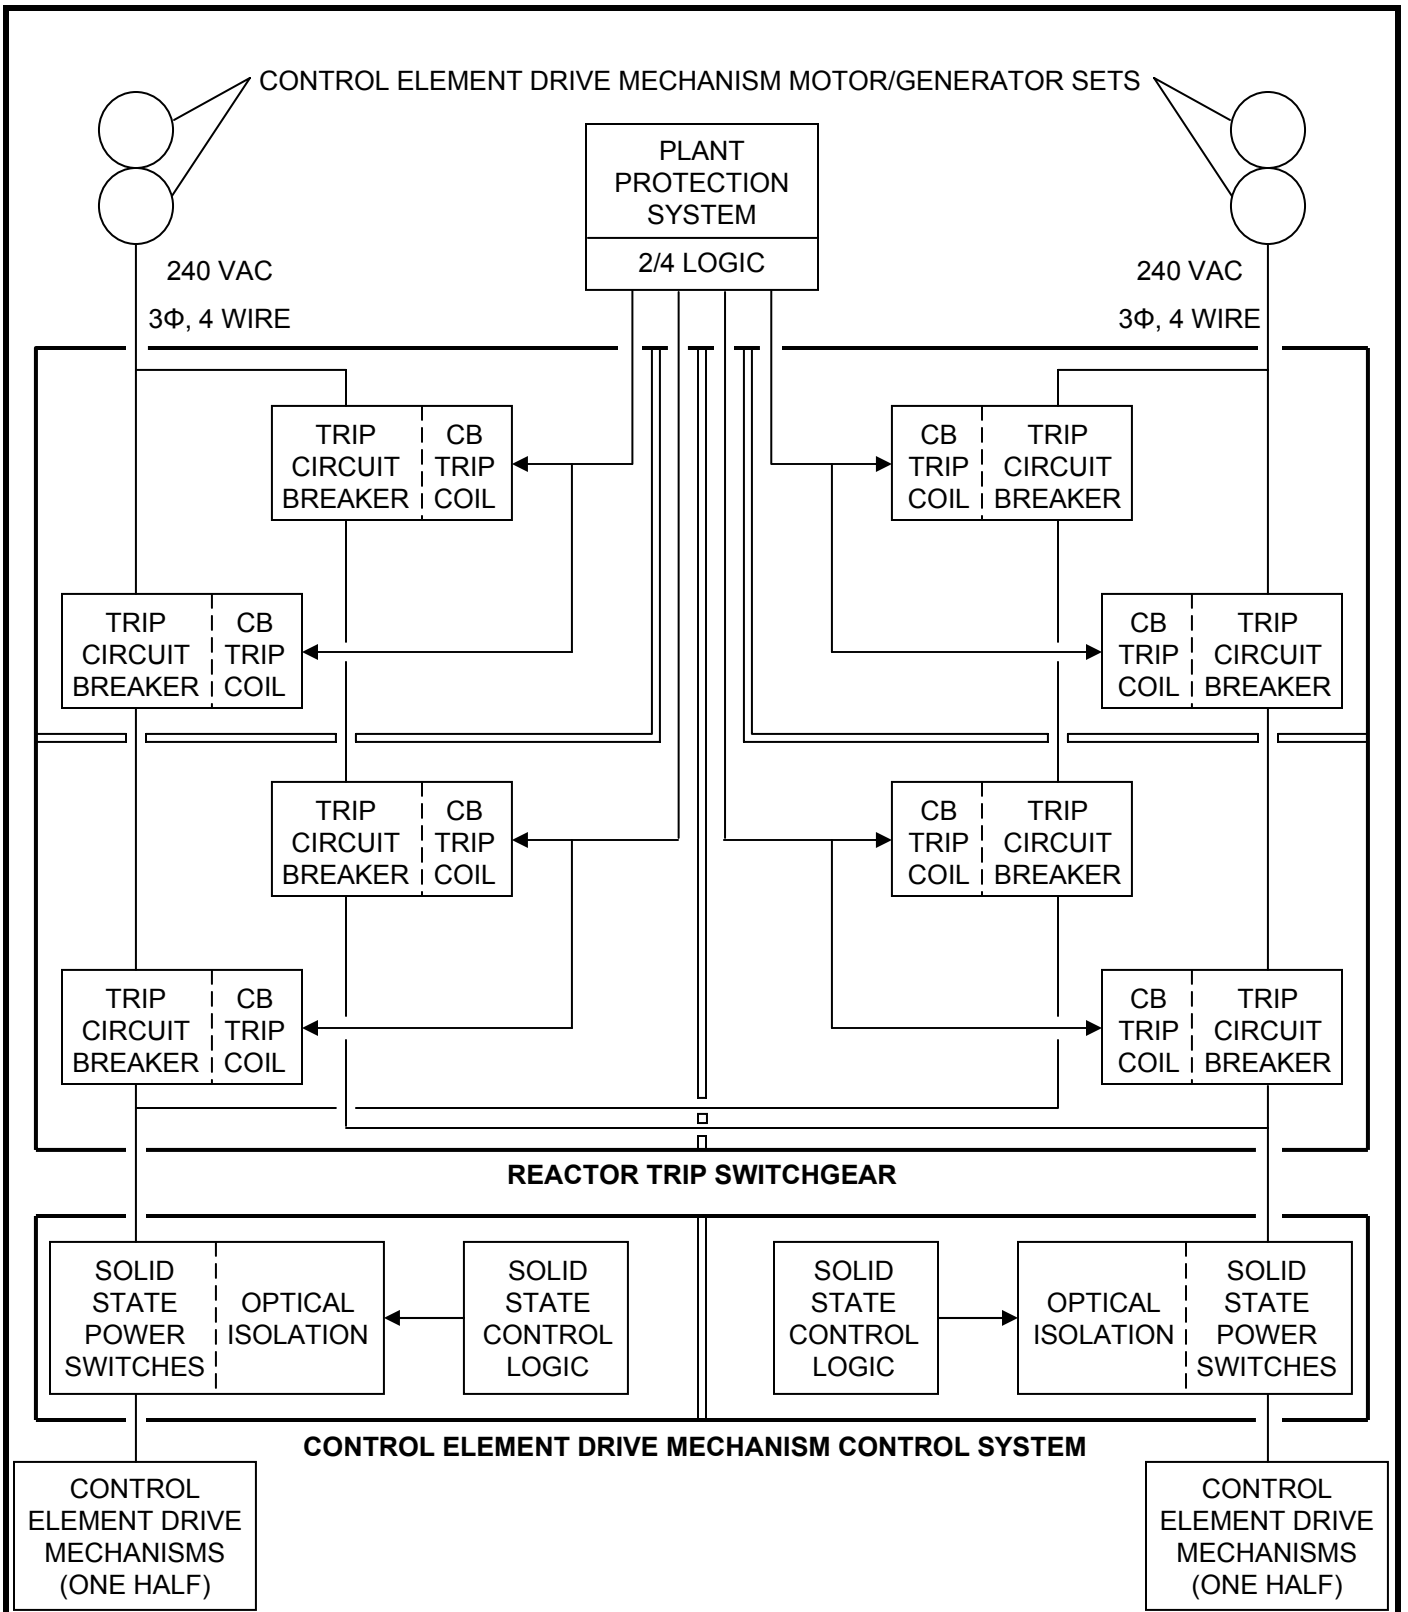 CONTROL ELEMENT DRIVE MECHANISM MOTOR/GENERATOR SETS
PLANT
PROTECTION
SYSTEM
2/4 LOGIC
240 VAC
3Φ, 4 WIRE
240 VAC
3Φ, 4 WIRE
TRIP
CIRCUIT
BREAKER
CB
TRIP
COIL
CB
TRIP
COIL
TRIP
CIRCUIT
BREAKER
TRIP
CIRCUIT
BREAKER
CB
TRIP
COIL
CB
TRIP
COIL
TRIP
CIRCUIT
BREAKER
TRIP
CIRCUIT
BREAKER
CB
TRIP
COIL
CB
TRIP
COIL
TRIP
CIRCUIT
BREAKER
TRIP
CIRCUIT
BREAKER
CB
TRIP
COIL
CB
TRIP
COIL
TRIP
CIRCUIT
BREAKER
REACTOR TRIP SWITCHGEAR
SOLID
STATE
POWER
SWITCHES
OPTICAL
ISOLATION
SOLID
STATE
CONTROL
LOGIC
SOLID
STATE
CONTROL
LOGIC
OPTICAL
ISOLATION
SOLID
STATE
POWER
SWITCHES
CONTROL ELEMENT DRIVE MECHANISM CONTROL SYSTEM
CONTROL
ELEMENT DRIVE
MECHANISMS
(ONE HALF)
CONTROL
ELEMENT DRIVE
MECHANISMS
(ONE HALF)